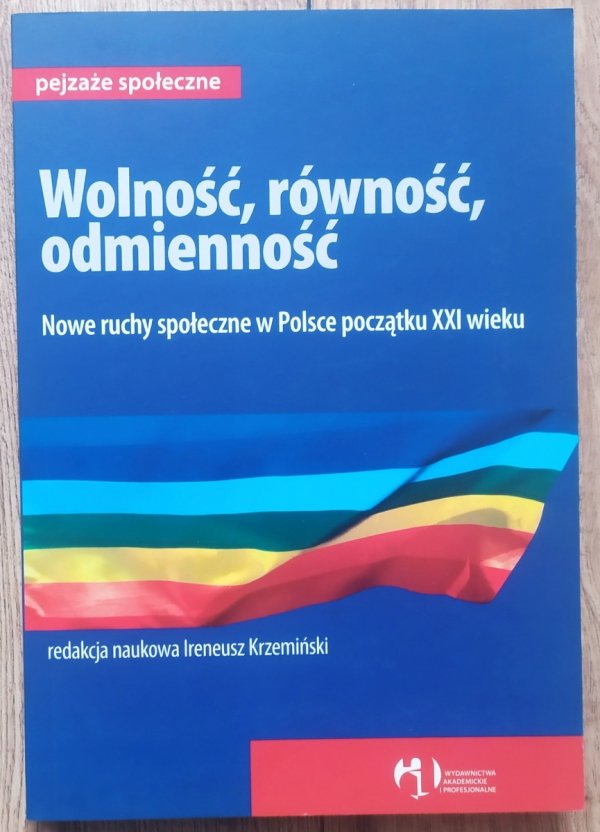 pejzaże społeczne
Wolność, równość,
odmienność
Nowe ruchy społeczne w Polsce początku XXI wieku
redakcja naukowa Ireneusz Krzemiński
WYDAWNICTWA
AKADEMICKIE
I PROFESJONALNE